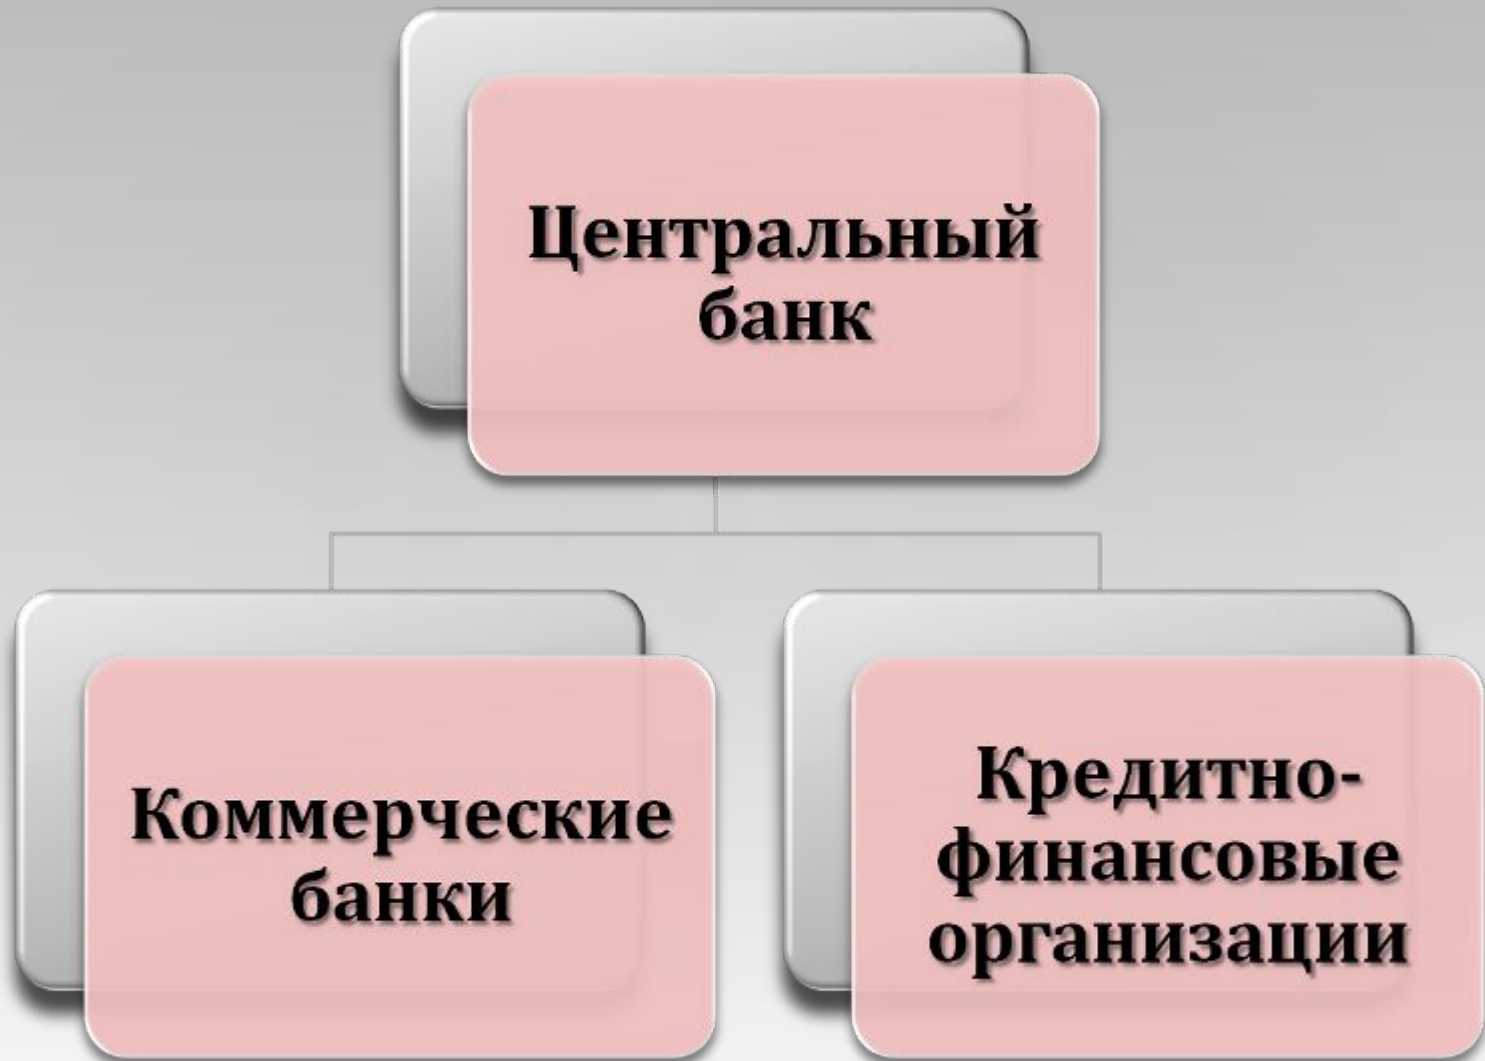 Центральный
банк
Коммерческие
банки
Кредитно-
финансовые
организации